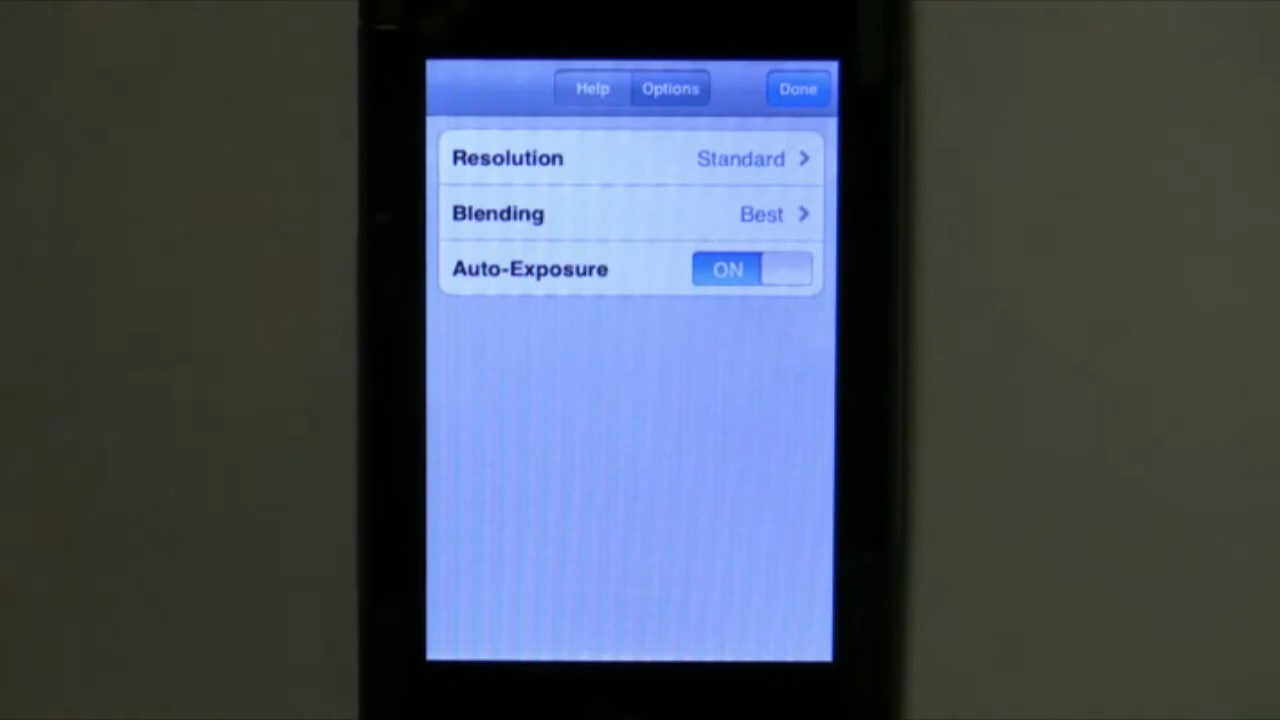 Help Options Done
Resolution Standard
Blending Best
Auto-Exposure ON